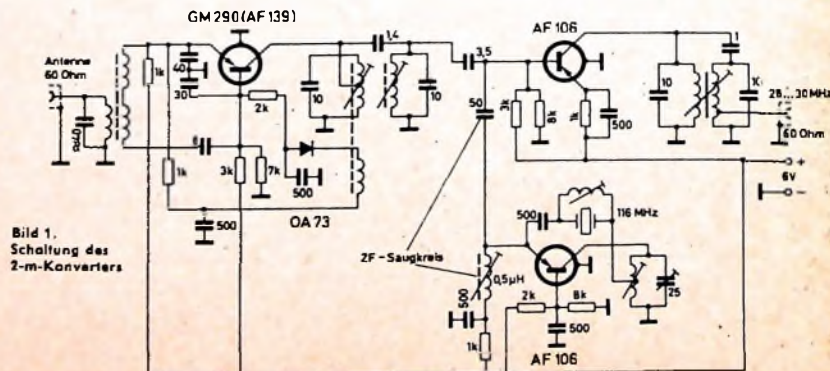 GM 290 (AF 139)
AF 106
Antenne
60 Ohm
1k
40
30
2k
10
1,4
10
3,5
50
3k
8k
1k
500
10
1
28...30 MHz
60 Ohm
+
6V
−
6
1k
3k
7k
500
OA 73
500
500
116 MHz
2F - Saugkreis
0,5µH
500
2k
8k
25
500
1k
AF 106
Bild 1.
Schaltung des
2-m-Konverters